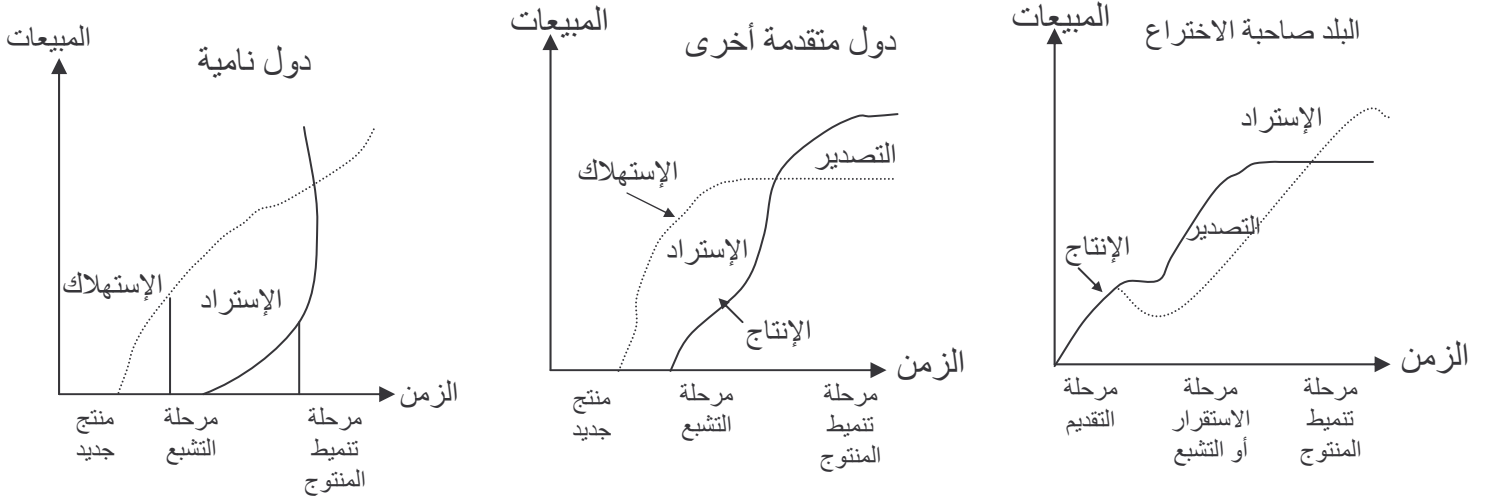 المبيعات
البلد صاحبة الاختراع
الإستراد
التصدير
الإنتاج
الزمن
مرحلة
التقديم
مرحلة
الاستقرار
أو التشبع
مرحلة
تنميط
المنتوج
المبيعات
دول متقدمة أخرى
التصدير
الإستهلاك
الإستراد
الإنتاج
الزمن
منتج
جديد
مرحلة
التشبع
مرحلة
تنميط
المنتوج
المبيعات
دول نامية
الإستهلاك
الإستراد
الزمن
منتج
جديد
مرحلة
التشبع
مرحلة
تنميط
المنتوج